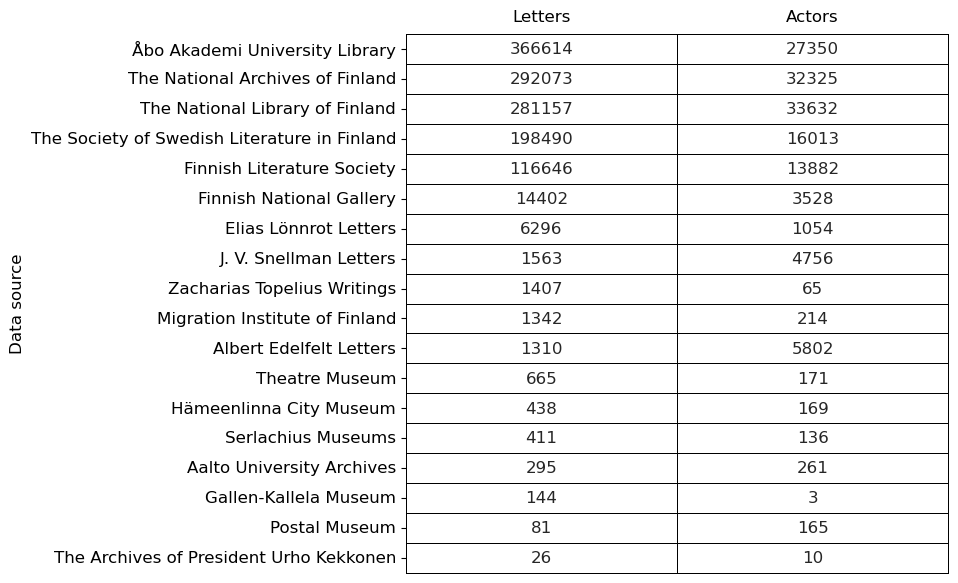 Letters Actors
Åbo Akademi University Library 366614 27350
The National Archives of Finland 292073 32325
The National Library of Finland 281157 33632
The Society of Swedish Literature in Finland 198490 16013
Finnish Literature Society 116646 13882
Finnish National Gallery 14402 3528
Elias Lönnrot Letters 6296 1054
J. V. Snellman Letters 1563 4756
Zacharias Topelius Writings 1407 65
Migration Institute of Finland 1342 214
Albert Edelfelt Letters 1310 5802
Theatre Museum 665 171
Hämeenlinna City Museum 438 169
Serlachius Museums 411 136
Aalto University Archives 295 261
Gallen-Kallela Museum 144 3
Postal Museum 81 165
The Archives of President Urho Kekkonen 26 10
Data source